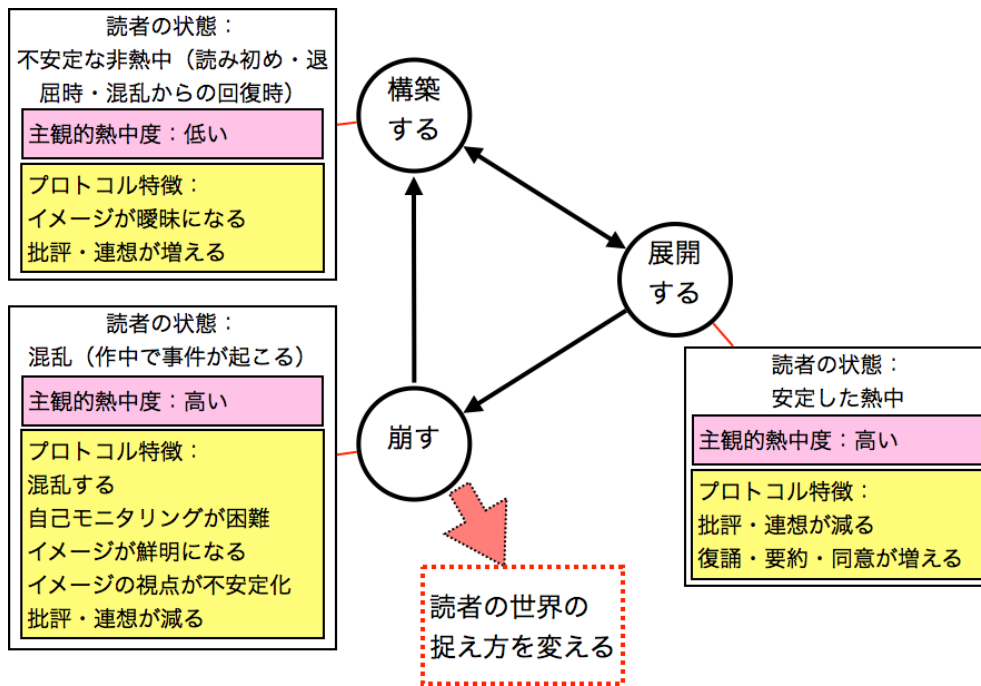 読者の状態：
不安定な非熱中（読み初め・退
屈時・混乱からの回復時）
主観的熱中度：低い
プロトコル特徴：
イメージが曖昧になる
批評・連想が増える
構築
する
展開
する
読者の状態：
混乱（作中で事件が起こる）
主観的熱中度：高い
プロトコル特徴：
混乱する
自己モニタリングが困難
イメージが鮮明になる
イメージの視点が不安定化
批評・連想が減る
崩す
読者の状態：
安定した熱中
主観的熱中度：高い
プロトコル特徴：
批評・連想が減る
復誦・要約・同意が増える
読者の世界の
捉え方を変える